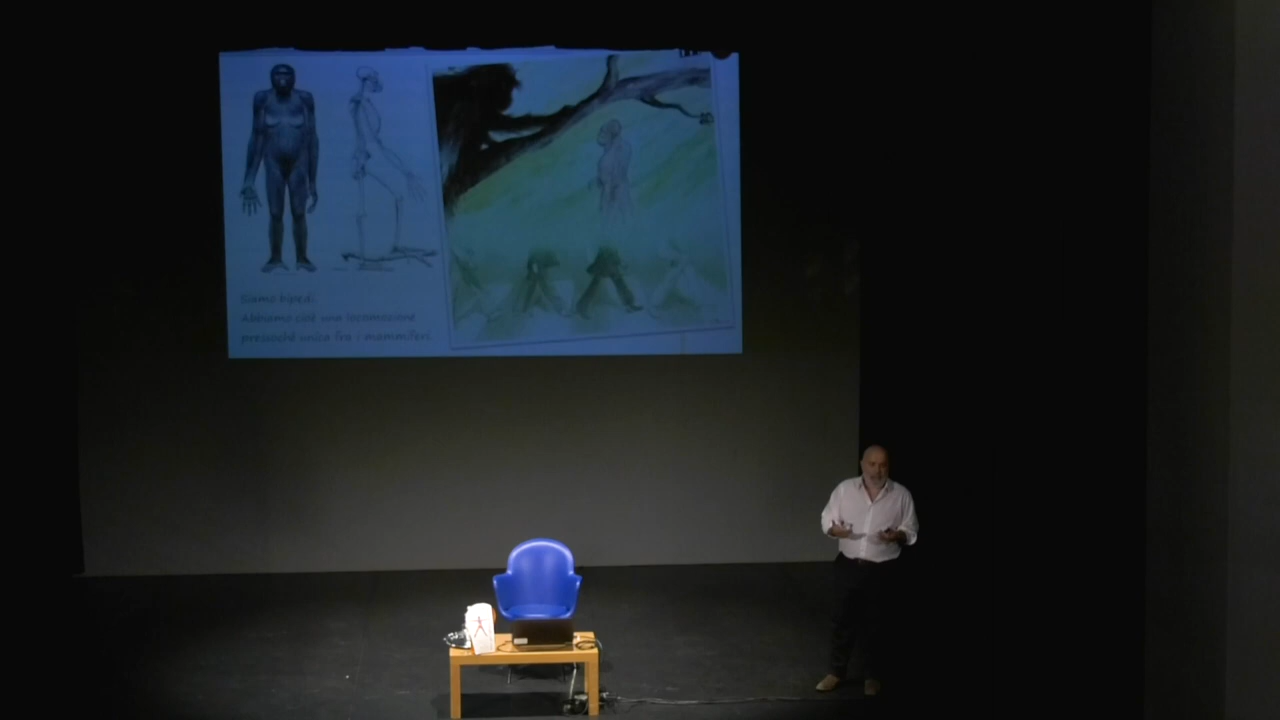 Siamo bipedi.
Abbiamo cioè una locomozione
pressoché unica fra i mammiferi